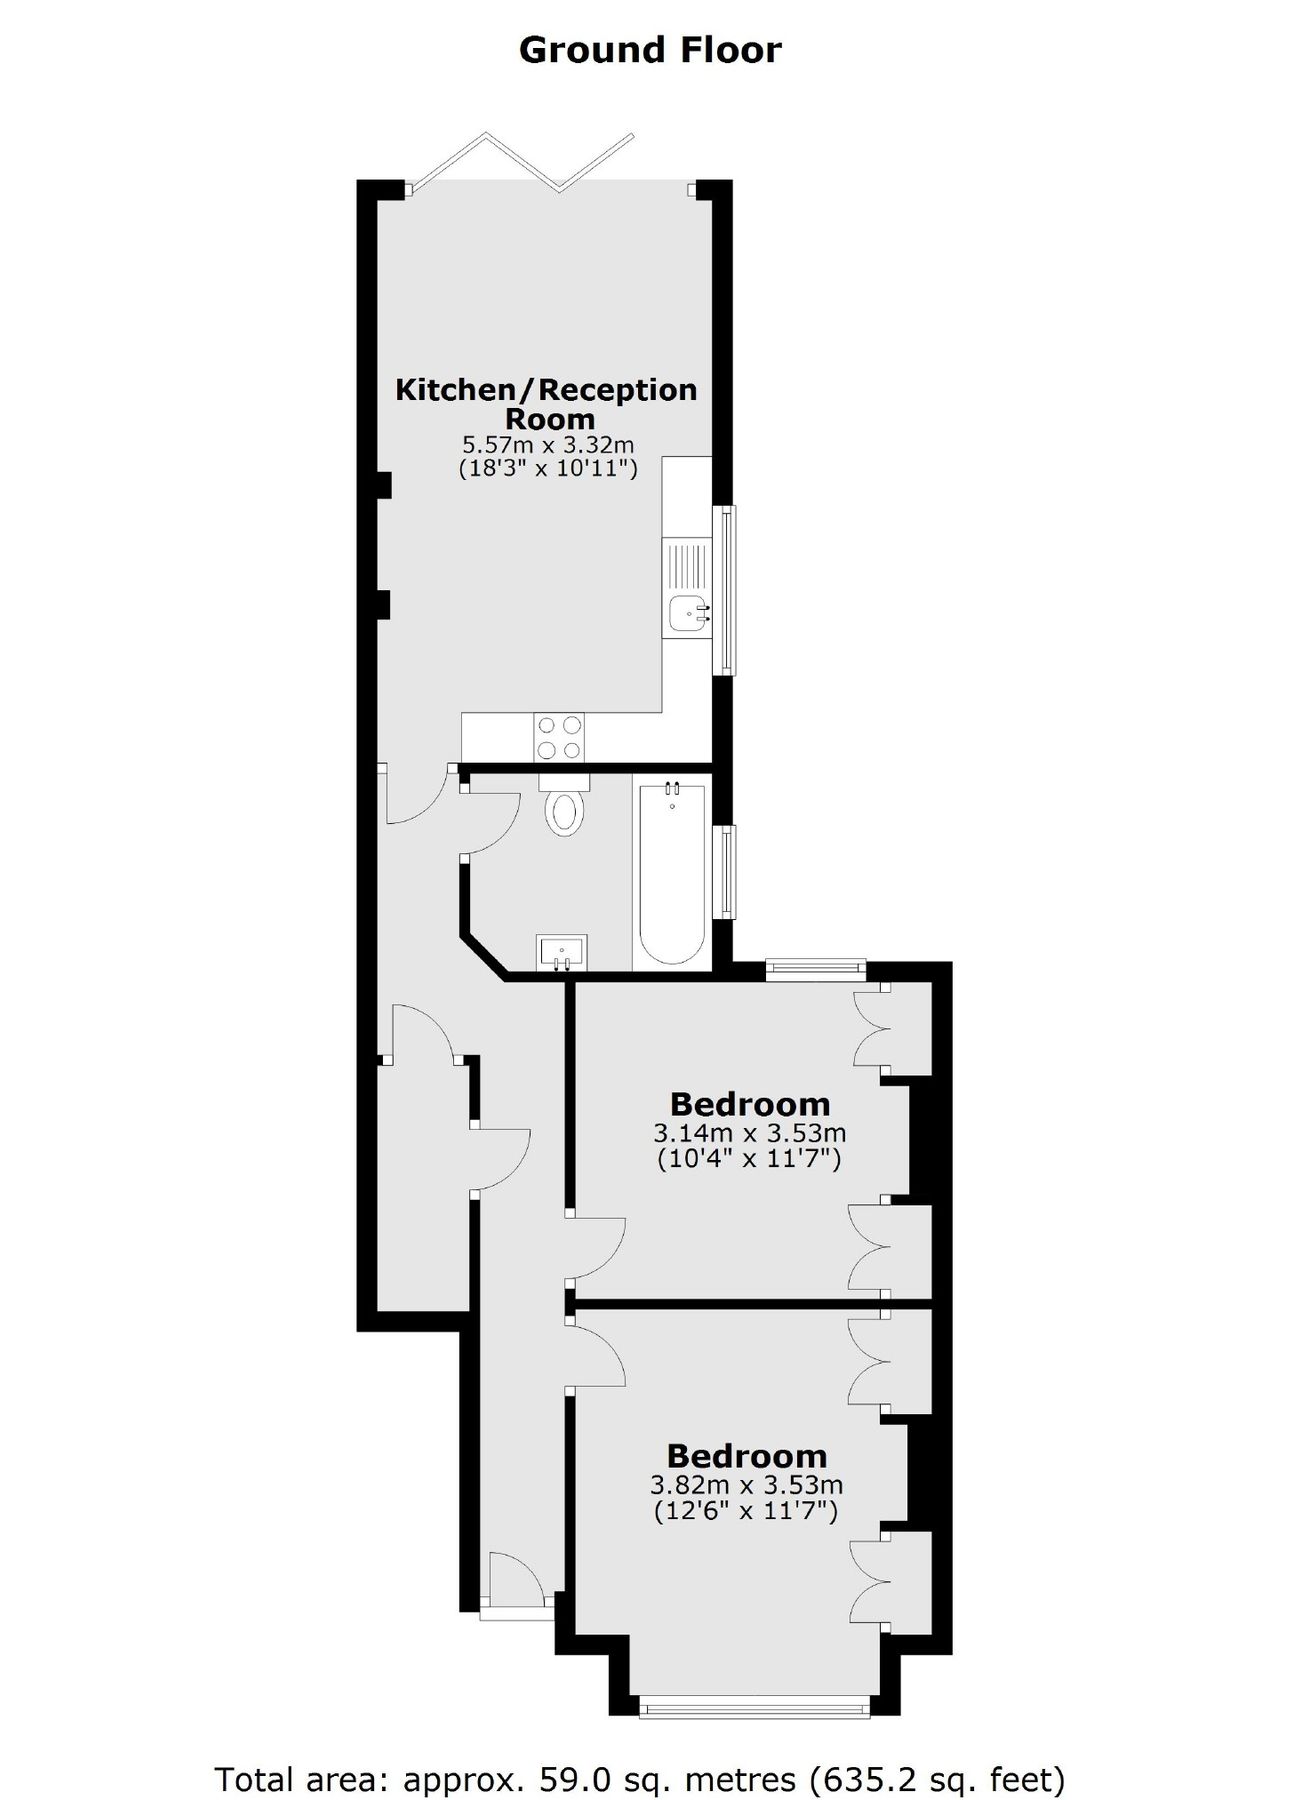 Ground Floor
Kitchen/Reception
Room
5.57m x 3.32m
(18'3" x 10'11")
Bedroom
3.14m x 3.53m
(10'4" x 11'7")
Bedroom
3.82m x 3.53m
(12'6" x 11'7")
Total area: approx. 59.0 sq. metres (635.2 sq. feet)